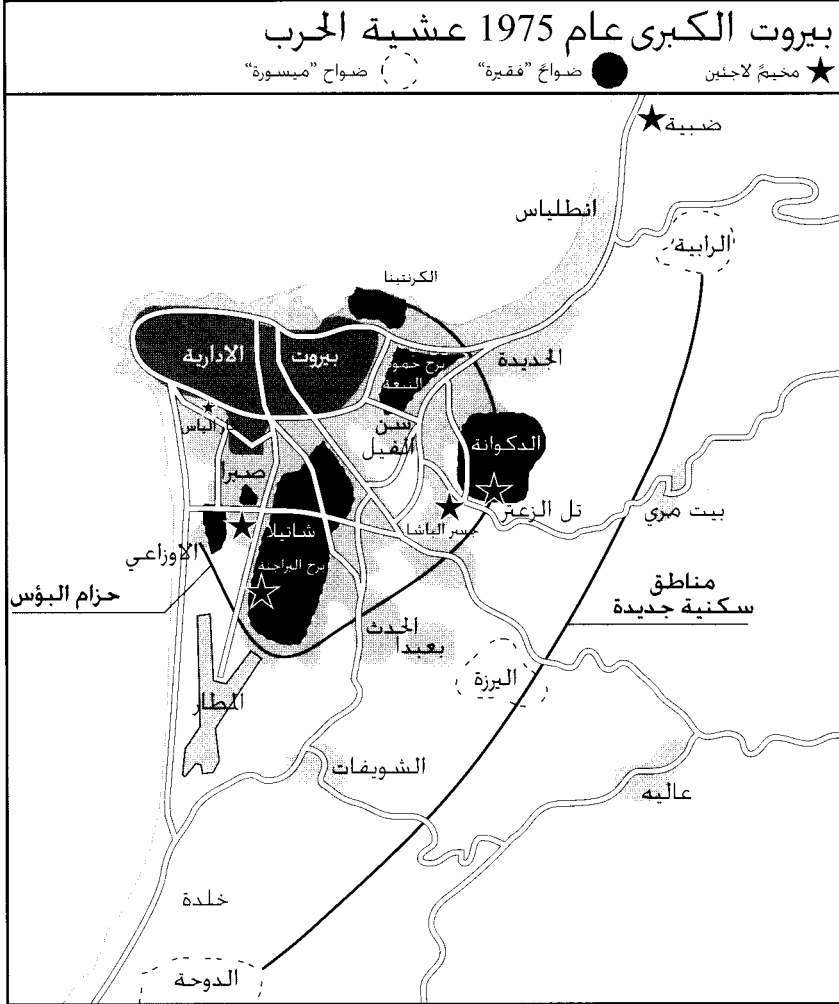 بيروت الكبرى عام 1975 عشية الحرب
مخيمً لاجئين
ضواحً "فقيرة"
ضواح "ميسورة"
ضبية
انطلياس
الرابية
الكرنتينا
بيروت الادارية
برج حمود
النبعة
الجديدة
سن
الفيل
الدكوانة
صبرا
تل الزعتر
جسر الباشا
بيت مري
شاتيلا
برج البراجنة
الاوزاعي
حزام البؤس
مناطق
سكنية جديدة
الحدث
بعبدا
اليرزة
المطار
الشويفات
عاليه
خلدة
الدوحة